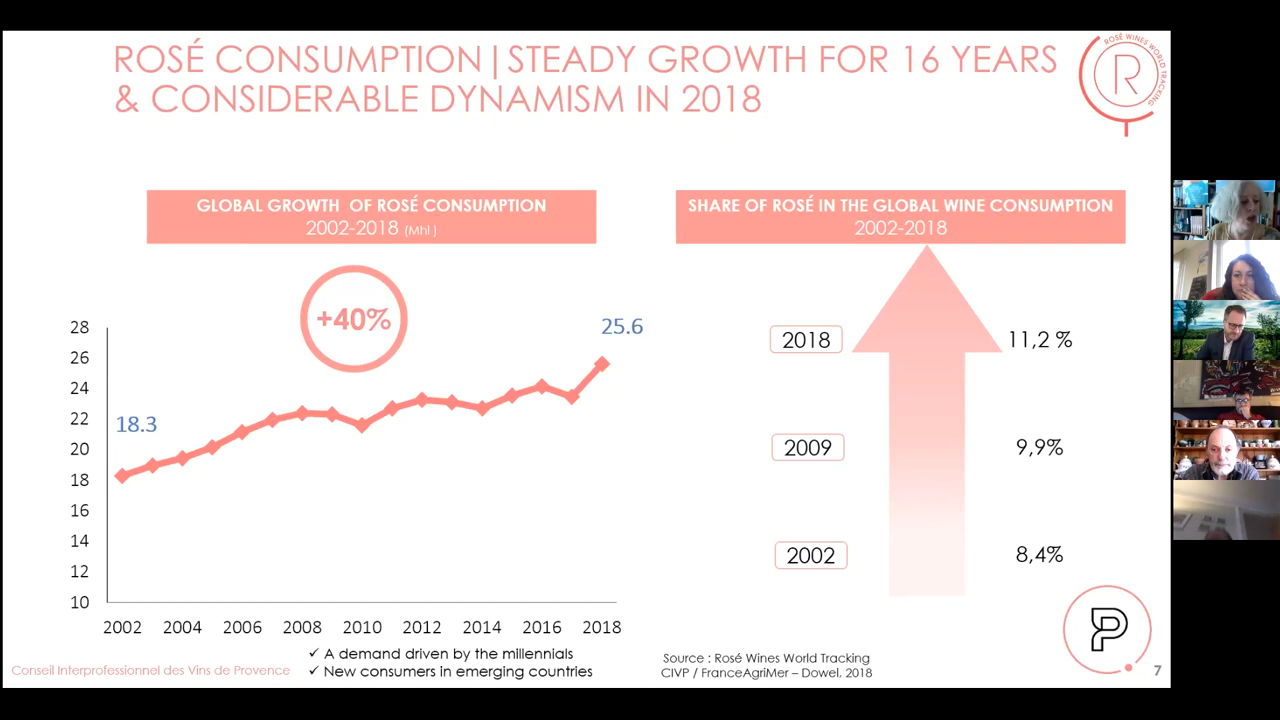 ROSÉ CONSUMPTION|STEADY GROWTH FOR 16 YEARS
& CONSIDERABLE DYNAMISM IN 2018
ROSÉ WINES WORLD TRACKING
R
GLOBAL GROWTH OF ROSÉ CONSUMPTION
2002-2018 (Mhl )
+40%
28
26
24
22
20
18
16
14
12
10
18.3
25.6
2002 2004 2006 2008 2010 2012 2014 2016 2018
✓ A demand driven by the millennials
✓ New consumers in emerging countries
SHARE OF ROSÉ IN THE GLOBAL WINE CONSUMPTION
2002-2018
2018 11,2 %
2009 9,9%
2002 8,4%
Source : Rosé Wines World Tracking
CIVP / FranceAgriMer – Dowel, 2018
Conseil Interprofessionnel des Vins de Provence
P
7